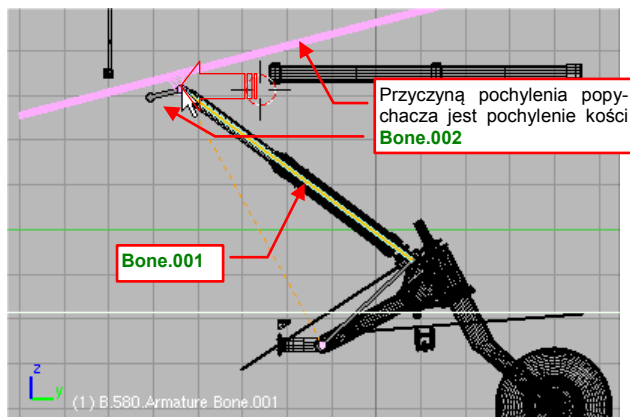 Przyczyną pochylenia popy-
chacza jest pochylenie kości
Bone.002
Bone.001
z
y
(1) B.580.Armature Bone.001